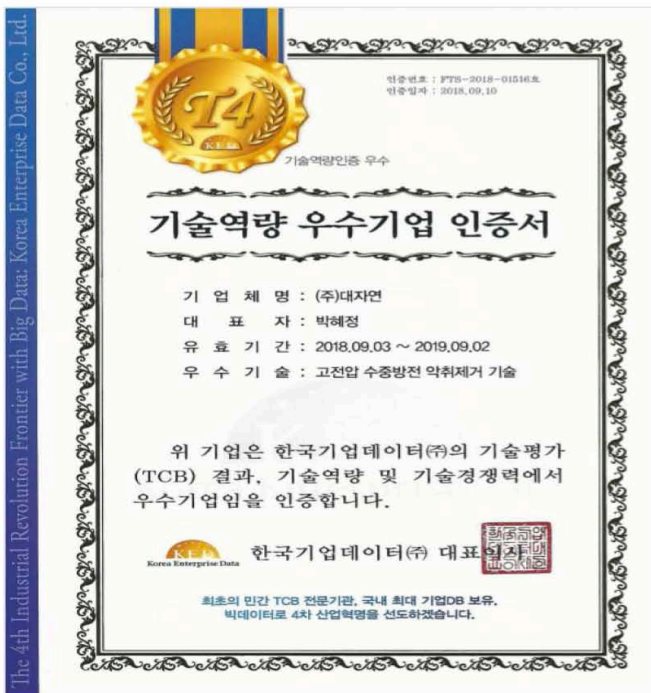 The 4th Industrial Revolution Frontier with Big Data: Korea Enterprise Data Co., Ltd.
인증번호 : FTS-2018-01516호
인증일자 : 2018.09.10
T4
KED
기술역량인증 우수
기술역량 우수기업 인증서
기 업 체 명 : (주)대자연
대 표 자 : 박혜정
유 효 기 간 : 2018.09.03 ~ 2019.09.02
우 수 기 술 : 고전압 수중방전 악취제거 기술
위 기업은 한국기업데이터㈜의 기술평가
(TCB) 결과, 기술역량 및 기술경쟁력에서
우수기업임을 인증합니다.
KED
Korea Enterprise Data
한국기업데이터㈜ 대표이사
최초의 민간 TCB 전문기관, 국내 최대 기업DB 보유,
빅데이터로 4차 산업혁명을 선도하겠습니다.